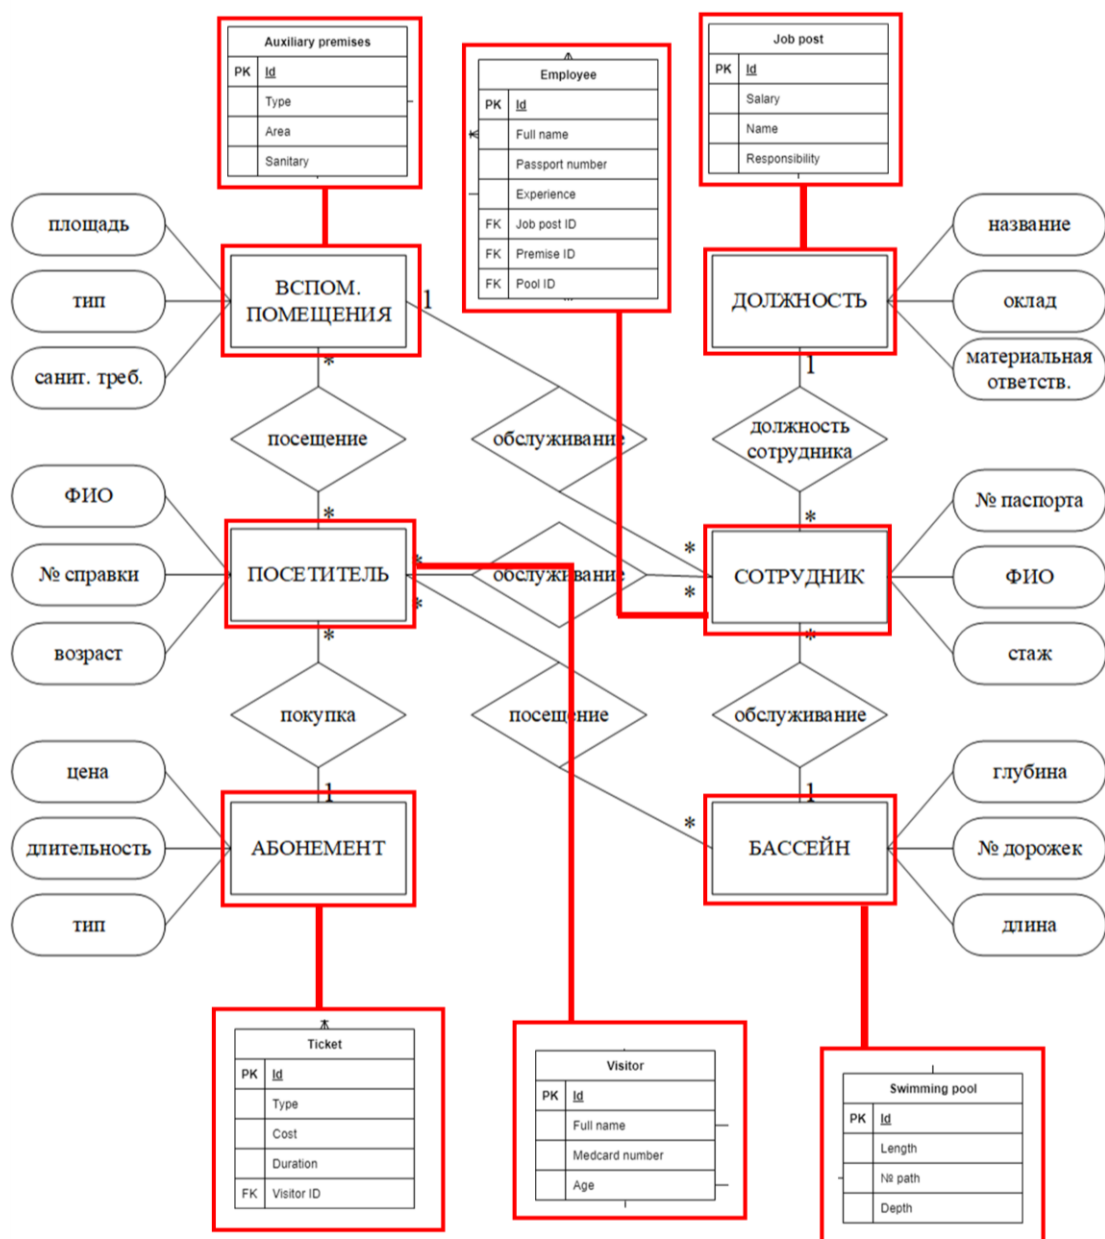 Auxiliary premises
PK Id
Type
Area
Sanitary
Employee
PK Id
Full name
Passport number
Experience
FK Job post ID
FK Premise ID
FK Pool ID
Job post
PK Id
Salary
Name
Responsibility
площадь
тип
санит. треб.
ВСПОМ.
ПОМЕЩЕНИЯ
1
*
ДОЛЖНОСТЬ
1
название
оклад
материальная
ответств.
посещение
*
обслуживание
*
должность
сотрудника
*
ФИО
№ справки
возраст
ПОСЕТИТЕЛЬ
*
*
*
обслуживание
*
СОТРУДНИК
*
№ паспорта
ФИО
стаж
покупка
1
посещение
*
обслуживание
1
цена
длительность
тип
АБОНЕМЕНТ
БАССЕЙН
глубина
№ дорожек
длина
Ticket
PK Id
Type
Cost
Duration
FK Visitor ID
Visitor
PK Id
Full name
Medcard number
Age
Swimming pool
PK Id
Length
№ path
Depth